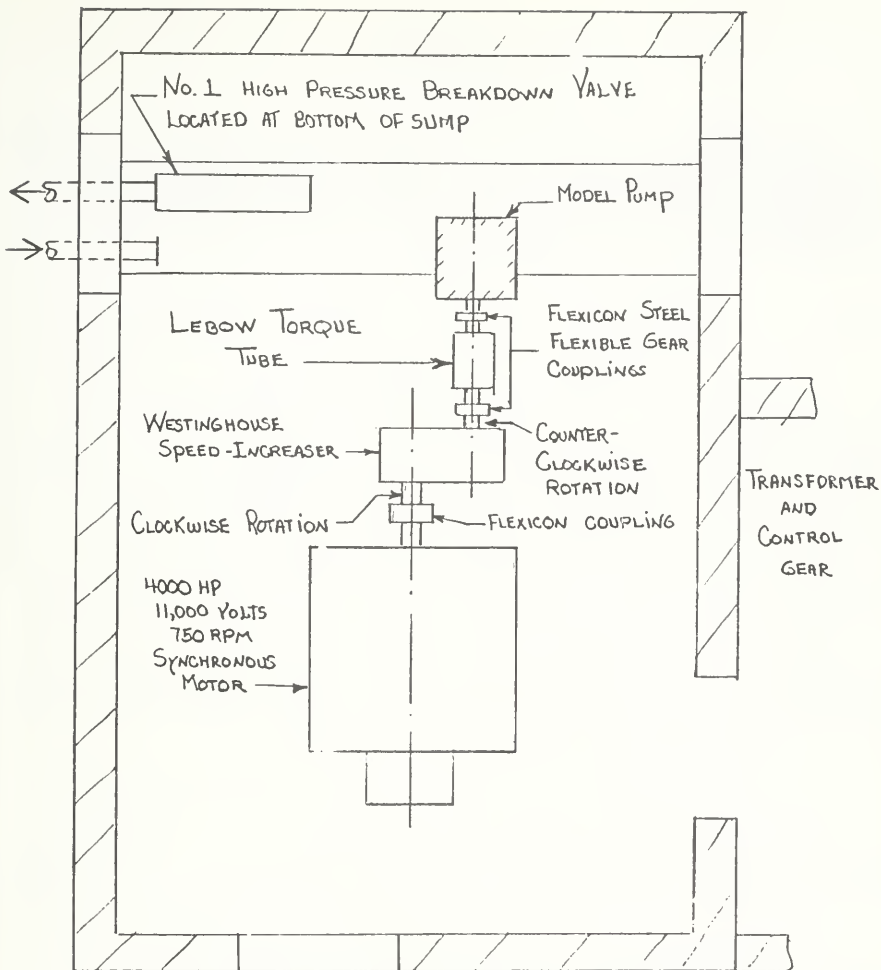 No. 1 HIGH PRESSURE BREAKDOWN VALVE
LOCATED AT BOTTOM OF SUMP
MODEL PUMP
LEBOW TORQUE
TUBE
FLEXICON STEEL
FLEXIBLE GEAR
COUPLINGS
WESTINGHOUSE
SPEED-INCREASER
COUNTER-
CLOCKWISE
ROTATION
TRANSFORMER
AND
CONTROL
GEAR
CLOCKWISE ROTATION
FLEXICON COUPLING
4000 HP
11,000 VOLTS
750 RPM
SYNCHRONOUS
MOTOR